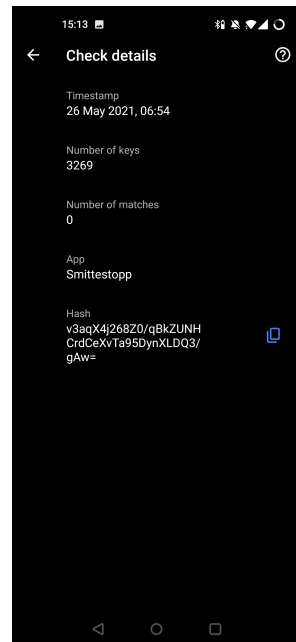 15:13
Check details
Timestamp
26 May 2021, 06:54
Number of keys
3269
Number of matches
0
App
Smittestopp
Hash
v3aqX4j268Z0/qBkZUNH
CrdCeXvTa95DynXLDQ3/
gAw=